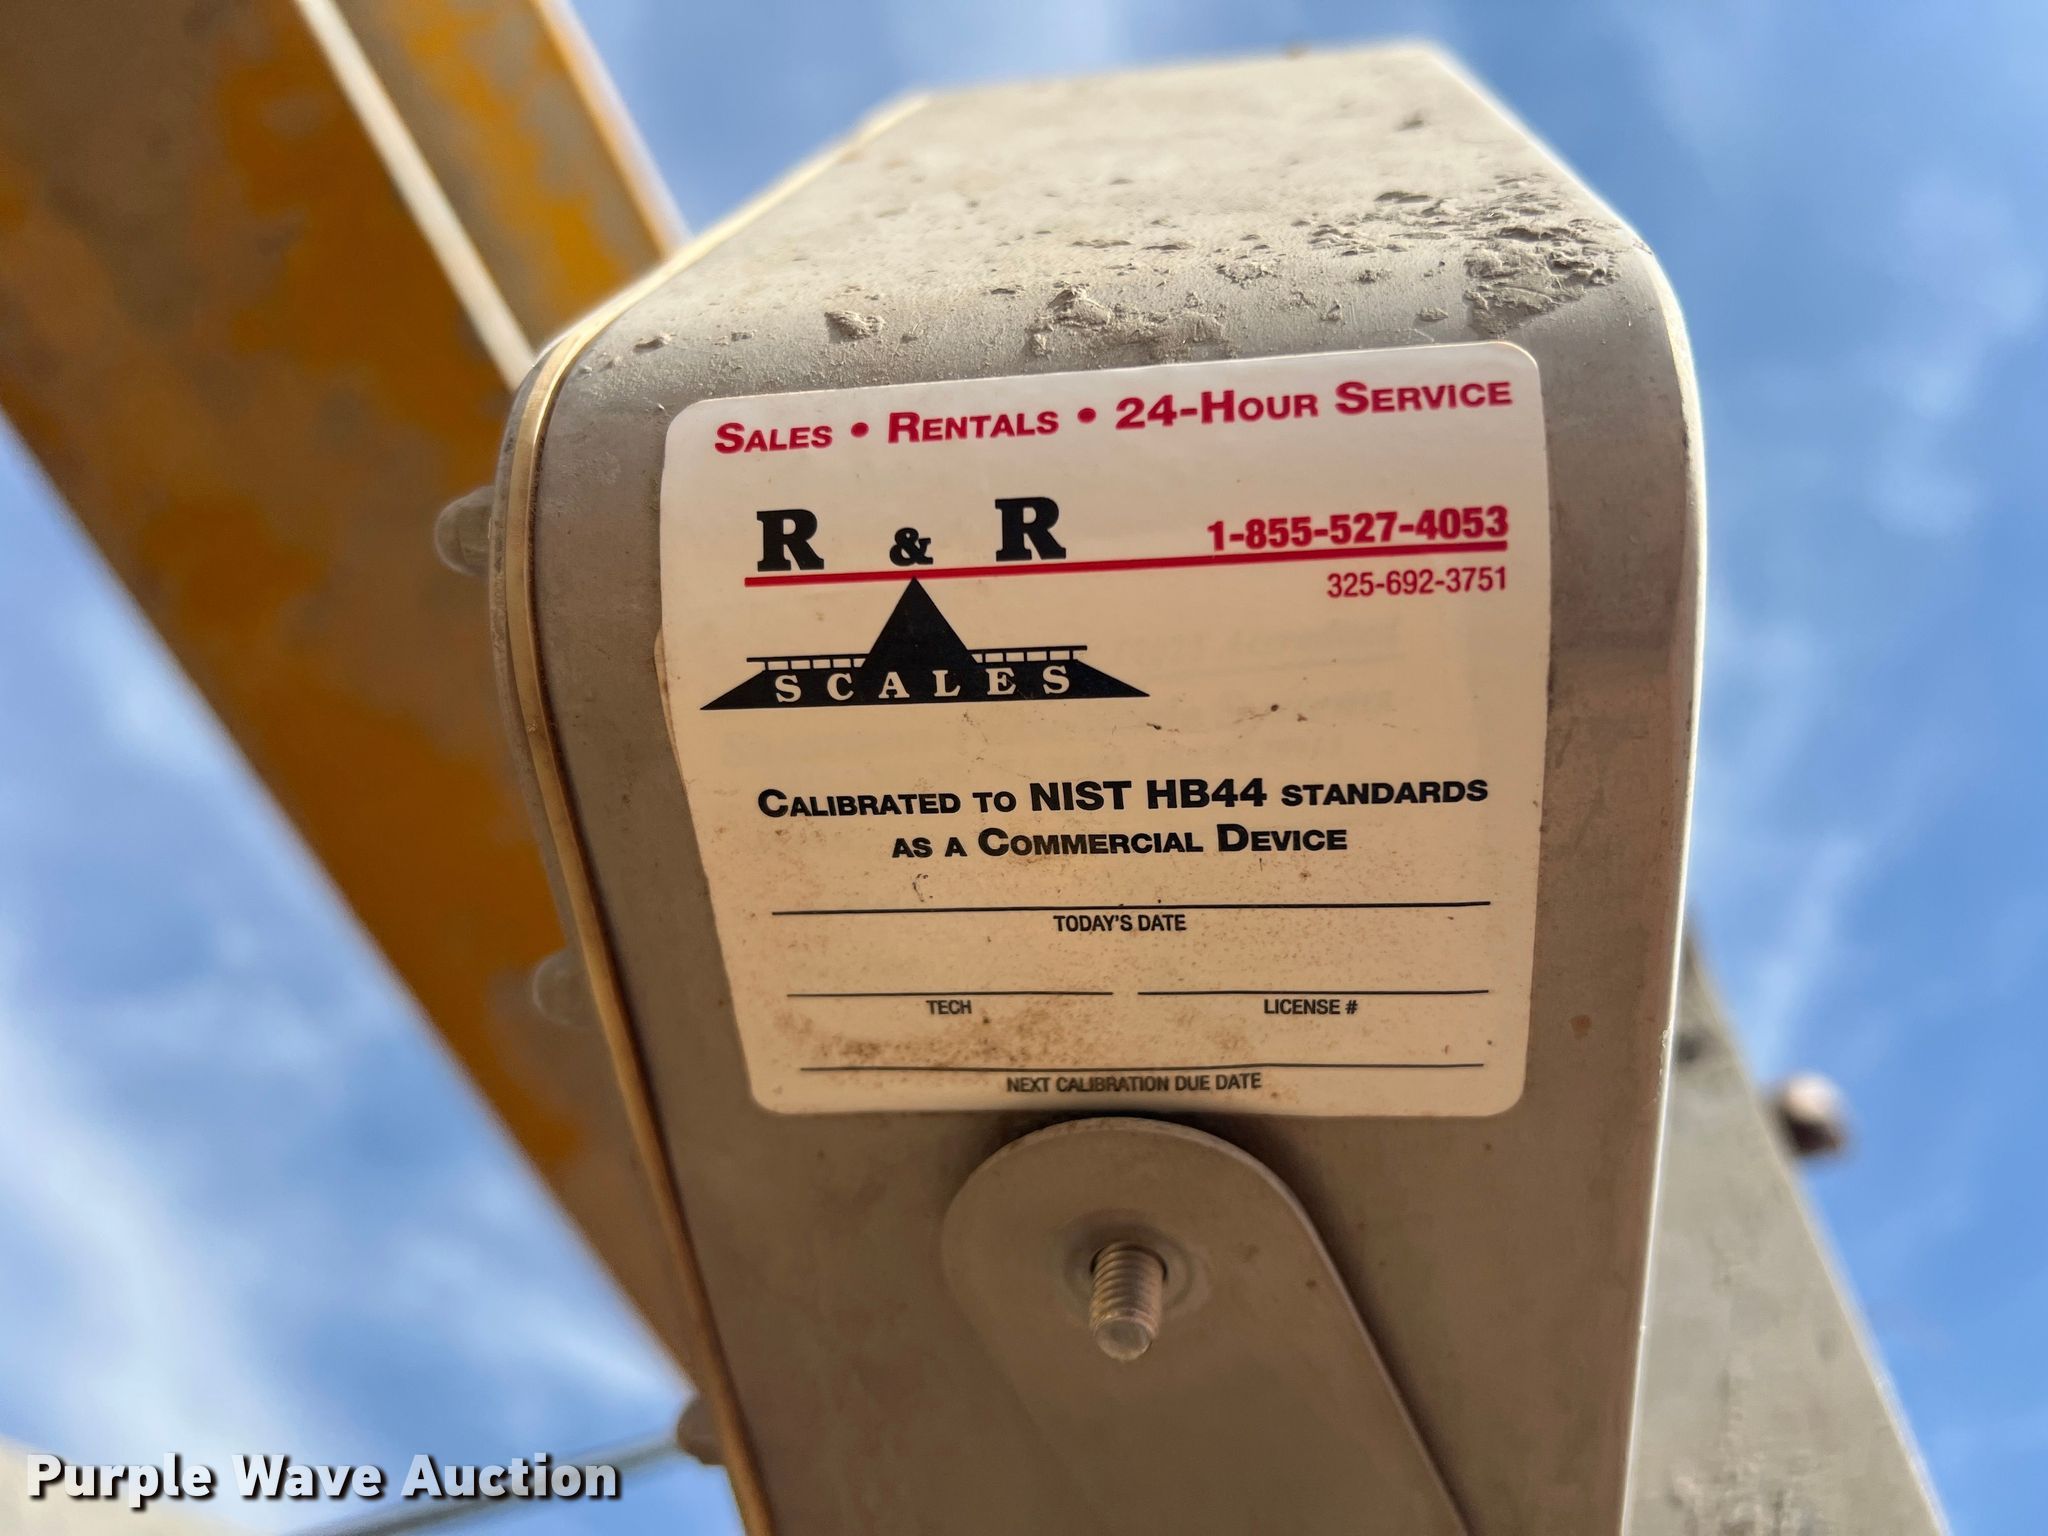 SALES • RENTALS • 24-HOUR SERVICE
R & R
1-855-527-4053
325-692-3751
SCALES
CALIBRATED TO NIST HB44 STANDARDS
AS A COMMERCIAL DEVICE
TODAY'S DATE
TECH
LICENSE #
NEXT CALIBRATION DUE DATE
Purple Wave Auction